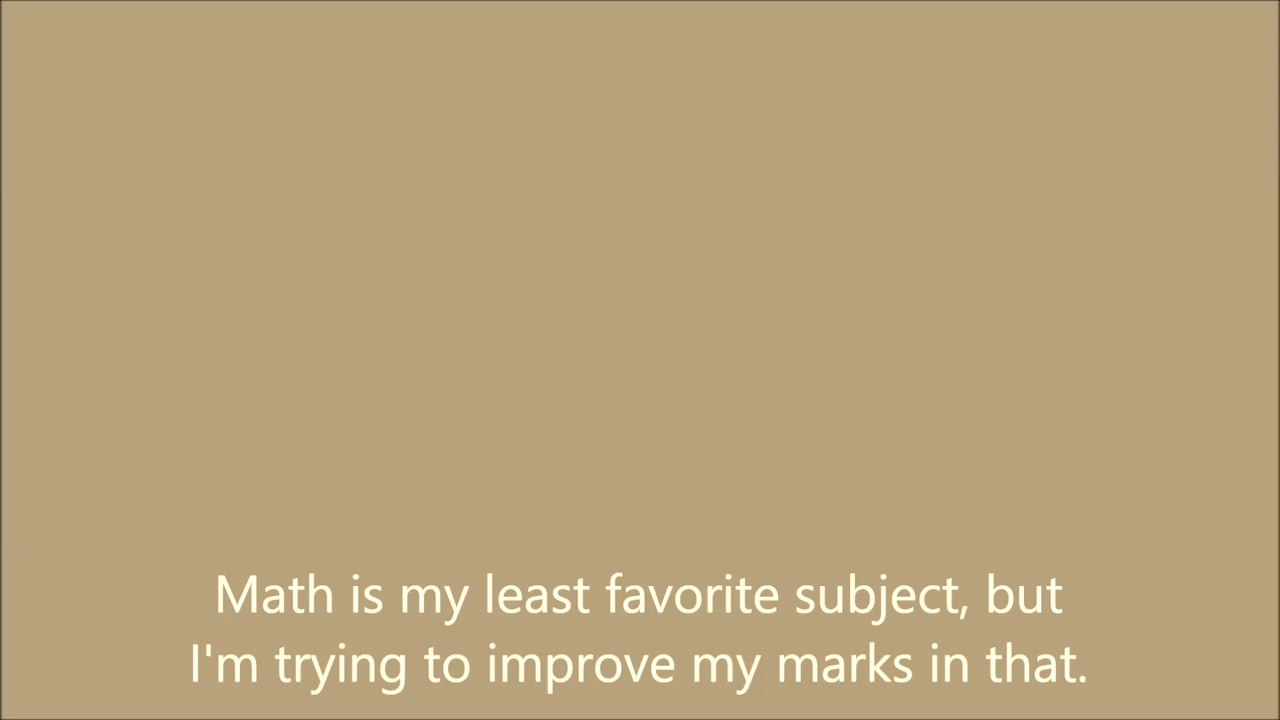 Math is my least favorite subject, but
I'm trying to improve my marks in that.